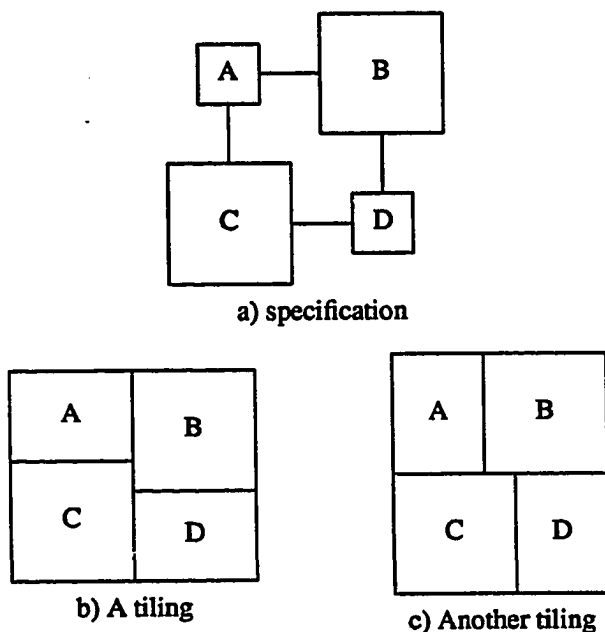 A B
C D
a) specification
A B
C D
b) A tiling
A B
C D
c) Another tiling